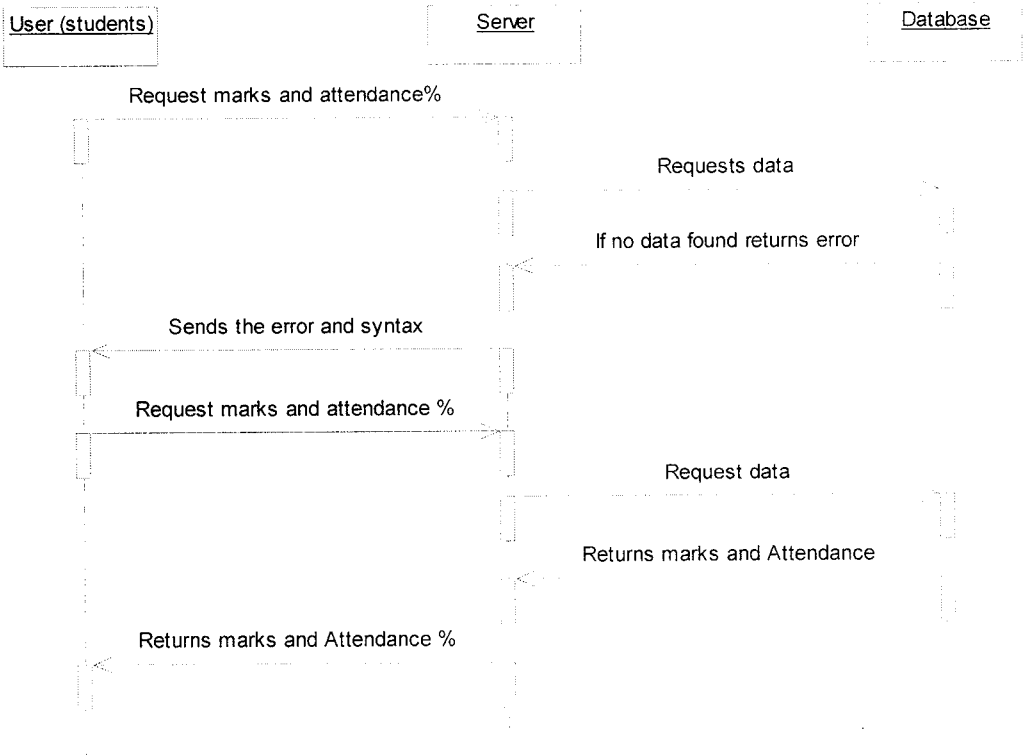 User (students)
Server
Database
Request marks and attendance%
Requests data
If no data found returns error
Sends the error and syntax
Request marks and attendance %
Request data
Returns marks and Attendance
Returns marks and Attendance %